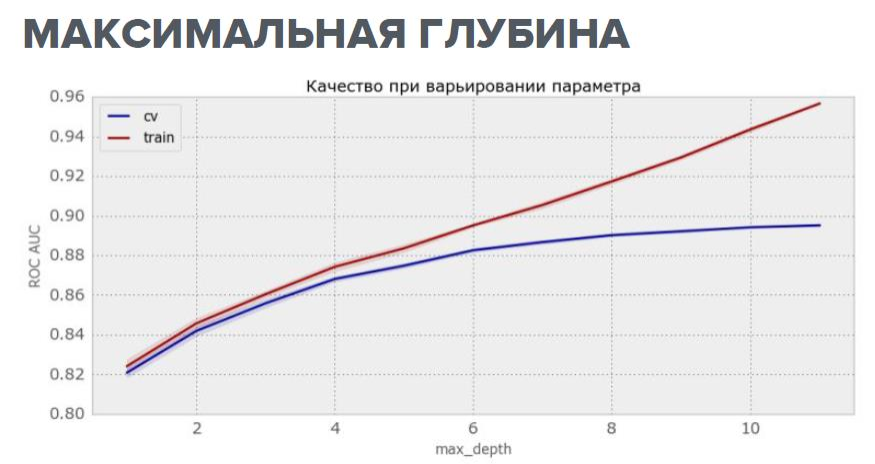 МАКСИМАЛЬНАЯ ГЛУБИНА
Качество при варьировании параметра
cv
train
0.96
0.94
0.92
0.90
0.88
0.86
0.84
0.82
0.80
ROC AUC
2 4 6 8 10
max_depth